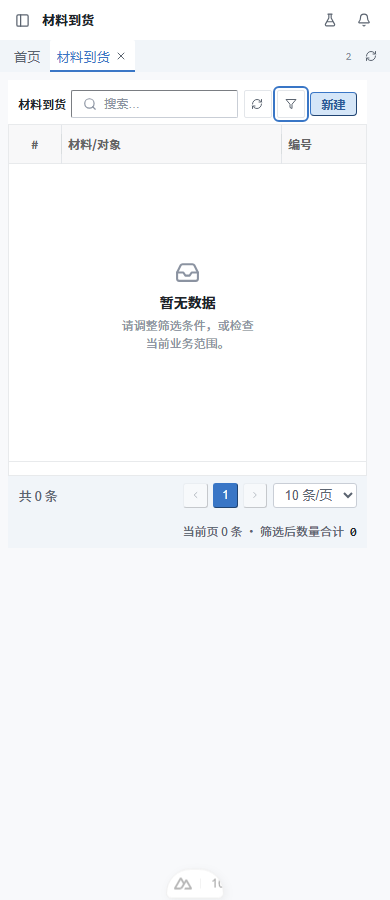 材料到货
首页 材料到货 2
材料到货 搜索... 新建
# 材料/对象 编号
暂无数据
请调整筛选条件，或检查
当前业务范围。
共 0 条 1 10 条/页
当前页 0 条 · 筛选后数量合计 0